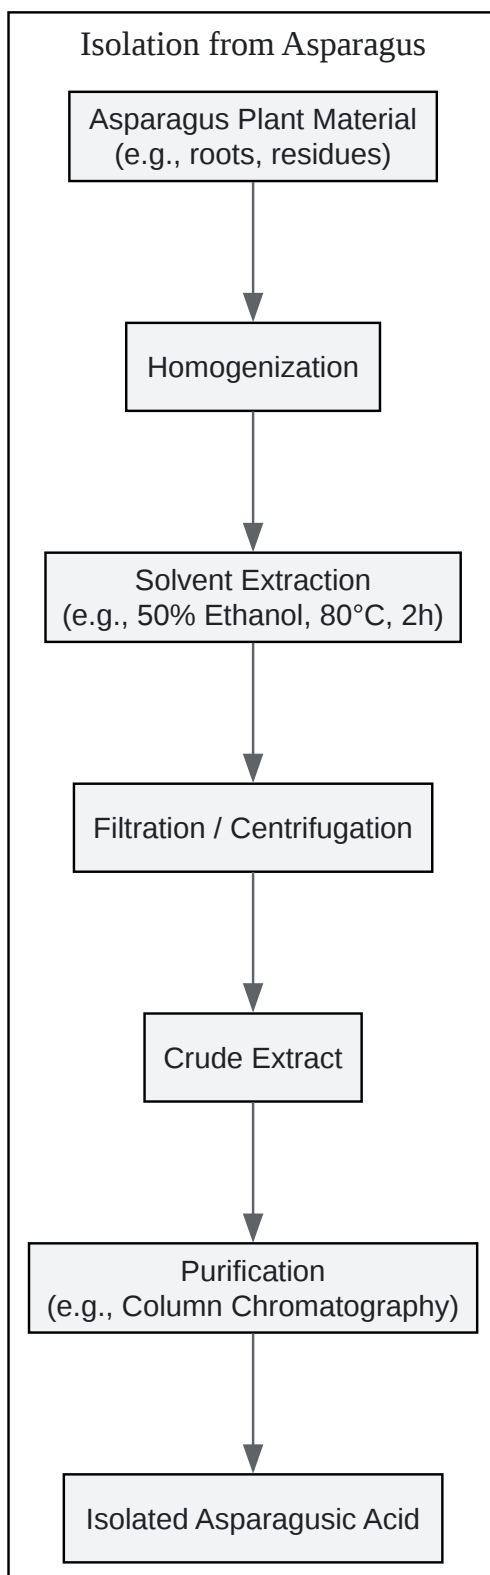 Isolation from Asparagus
Asparagus Plant Material
(e.g., roots, residues)
Homogenization
Solvent Extraction
(e.g., 50% Ethanol, 80°C, 2h)
Filtration / Centrifugation
Crude Extract
Purification
(e.g., Column Chromatography)
Isolated Asparagusic Acid